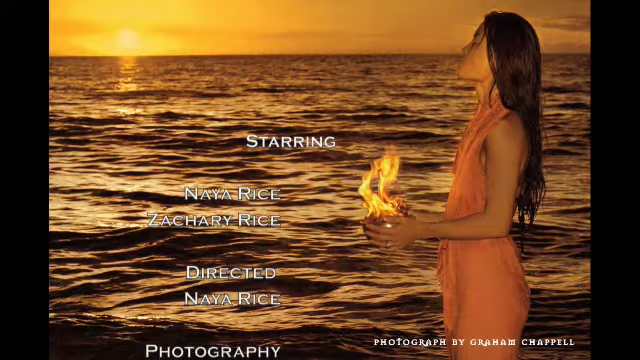 Starring
Naya Rice
Zachary Rice
Directed
Naya Rice
Photography
PHOTOGRAPH BY GRAHAM CHAPPELL